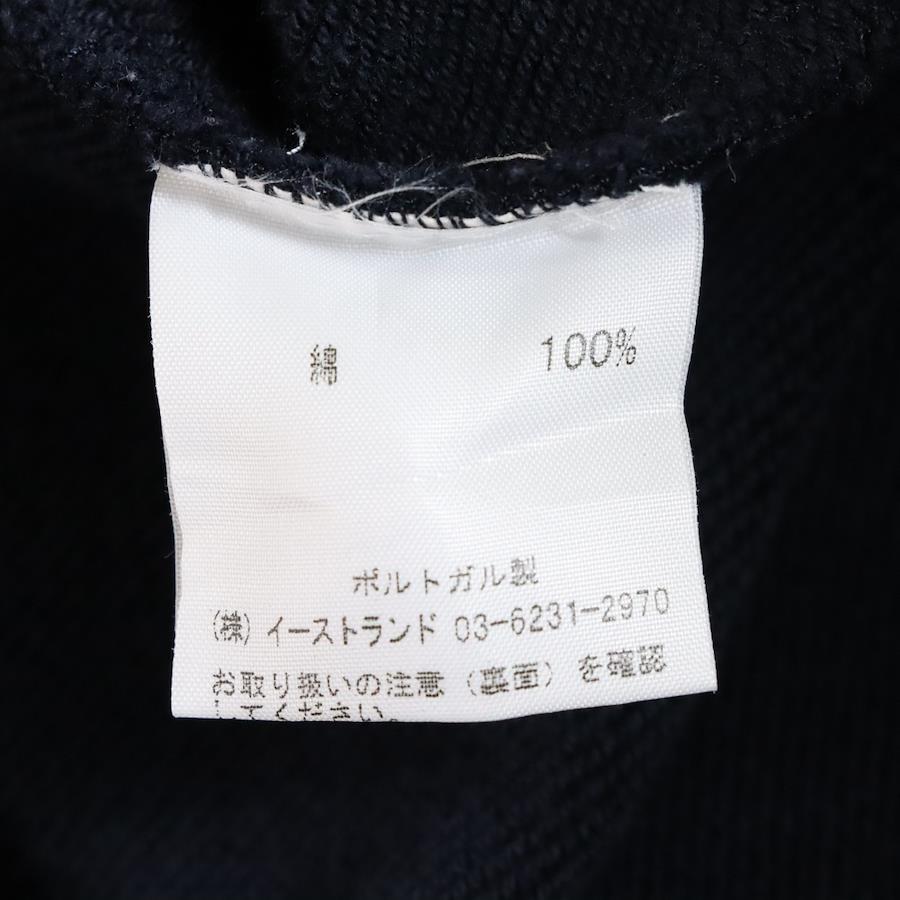 綿 100%
ポルトガル製
(株) イーストランド 03-6231-2970
お取り扱いの注意 (裏面) を確認
してください。